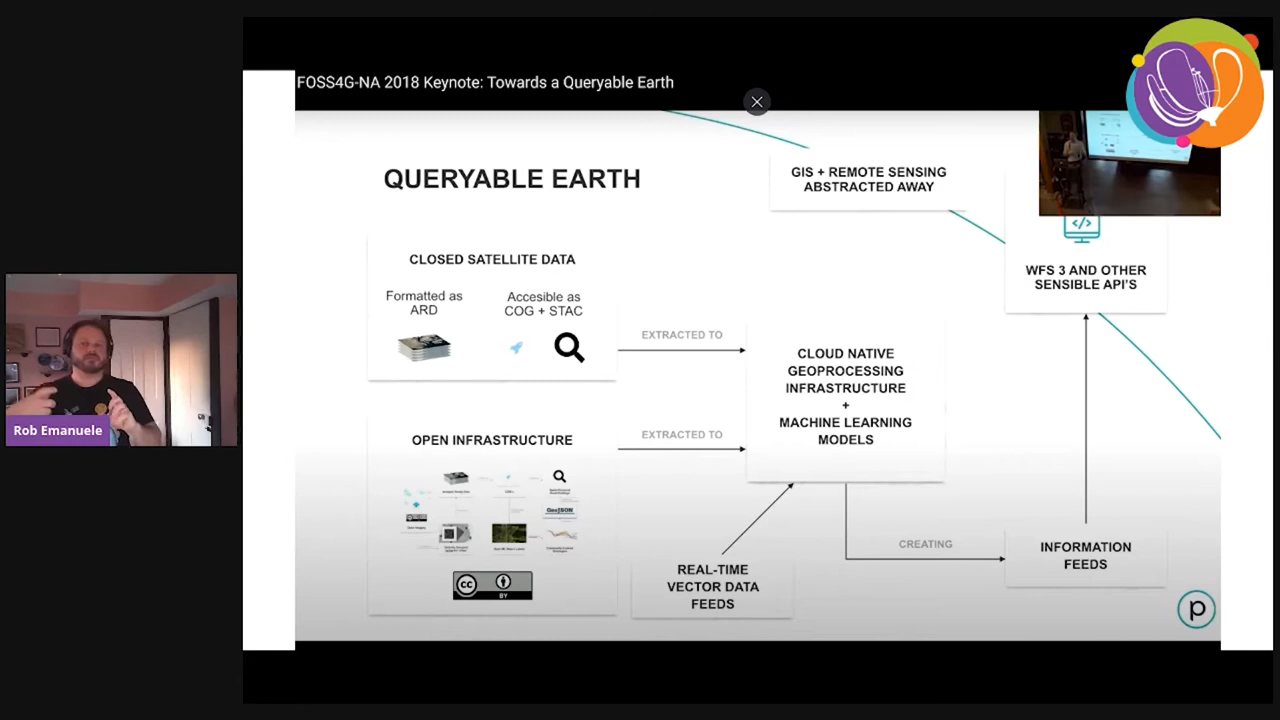 FOSS4G-NA 2018 Keynote: Towards a Queryable Earth
QUERYABLE EARTH
GIS + REMOTE SENSING
ABSTRACTED AWAY
</>
WFS 3 AND OTHER
SENSIBLE API'S
CLOSED SATELLITE DATA
Formatted as
ARD
Accesible as
COG + STAC
EXTRACTED TO
CLOUD NATIVE
GEOPROCESSING
INFRASTRUCTURE
+
MACHINE LEARNING
MODELS
OPEN INFRASTRUCTURE
EXTRACTED TO
GeoJSON
cc
BY
REAL-TIME
VECTOR DATA
FEEDS
CREATING
INFORMATION
FEEDS
p
Rob Emanuele